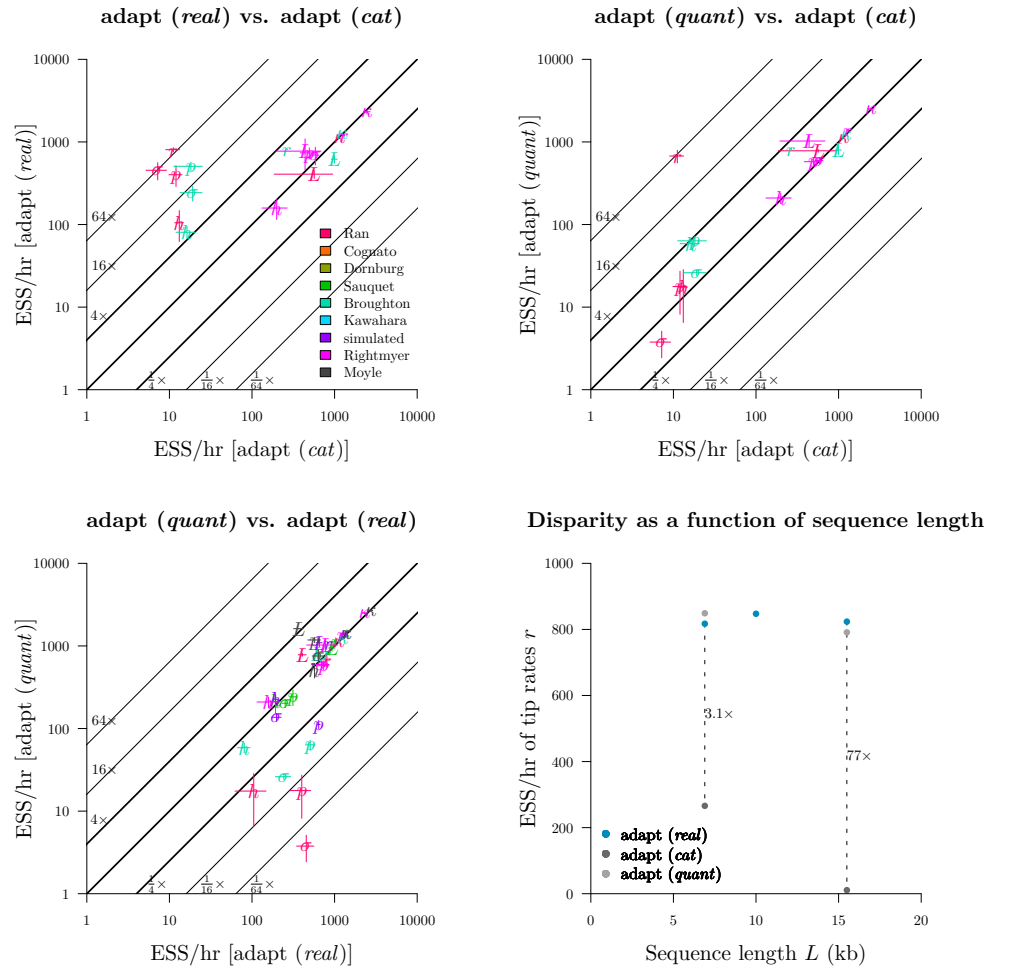 adapt (real) vs. adapt (cat)
ESS/hr [adapt (real)]
10000
1000
100
10
1
64×
16×
4×
1/4 ×
1/16 ×
1/64 ×
Ran
Cognato
Dornburg
Sauquet
Broughton
Kawahara
simulated
Rightmyer
Moyle
1 10 100 1000 10000
ESS/hr [adapt (cat)]
adapt (quant) vs. adapt (cat)
ESS/hr [adapt (quant)]
10000
1000
100
10
1
64×
16×
4×
1/4 ×
1/16 ×
1/64 ×
1 10 100 1000 10000
ESS/hr [adapt (cat)]
adapt (quant) vs. adapt (real)
ESS/hr [adapt (quant)]
10000
1000
100
10
1
64×
16×
4×
1/4 ×
1/16 ×
1/64 ×
1 10 100 1000 10000
ESS/hr [adapt (real)]
Disparity as a function of sequence length
ESS/hr of tip rates r
1000
800
600
400
200
0
3.1×
77×
adapt (real)
adapt (cat)
adapt (quant)
0 5 10 15 20
Sequence length L (kb)